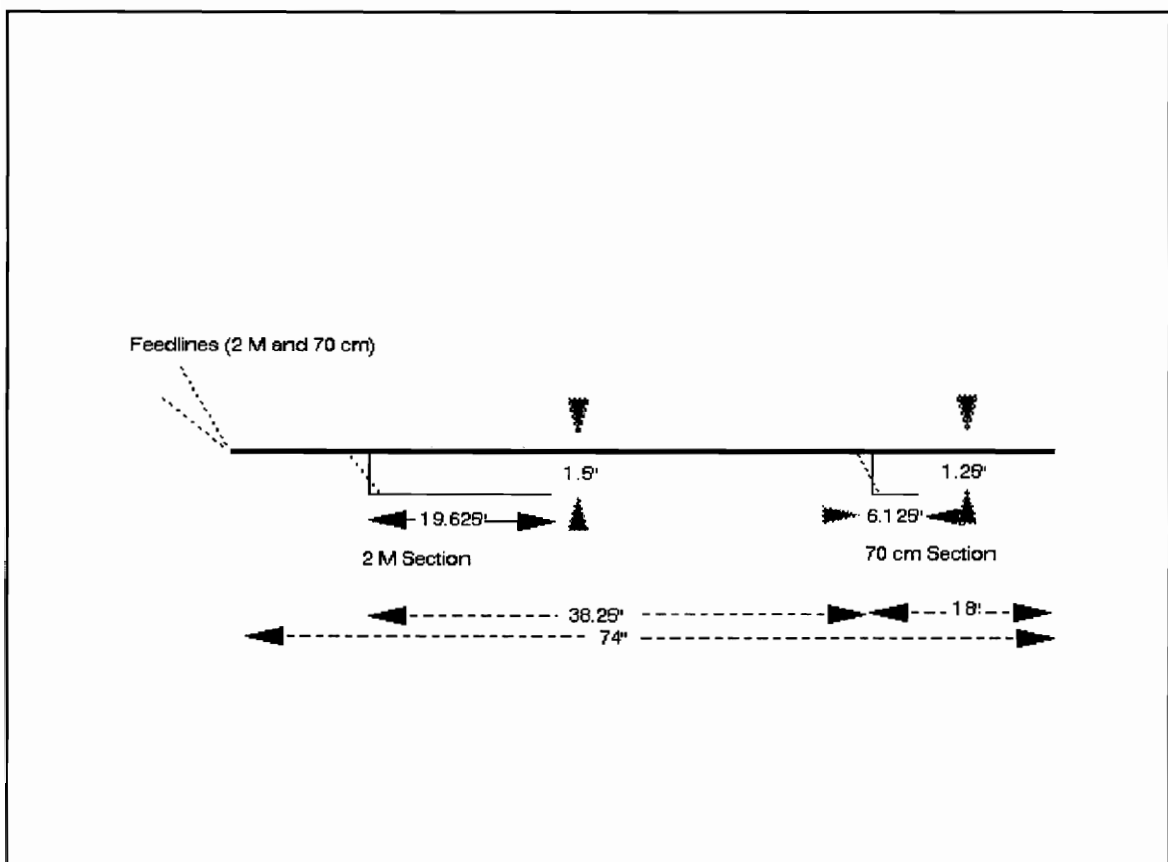 Feedlines (2 M and 70 cm)
1.5"
1.25"
19.625"
6.125"
2 M Section
70 cm Section
38.25"
18"
74"